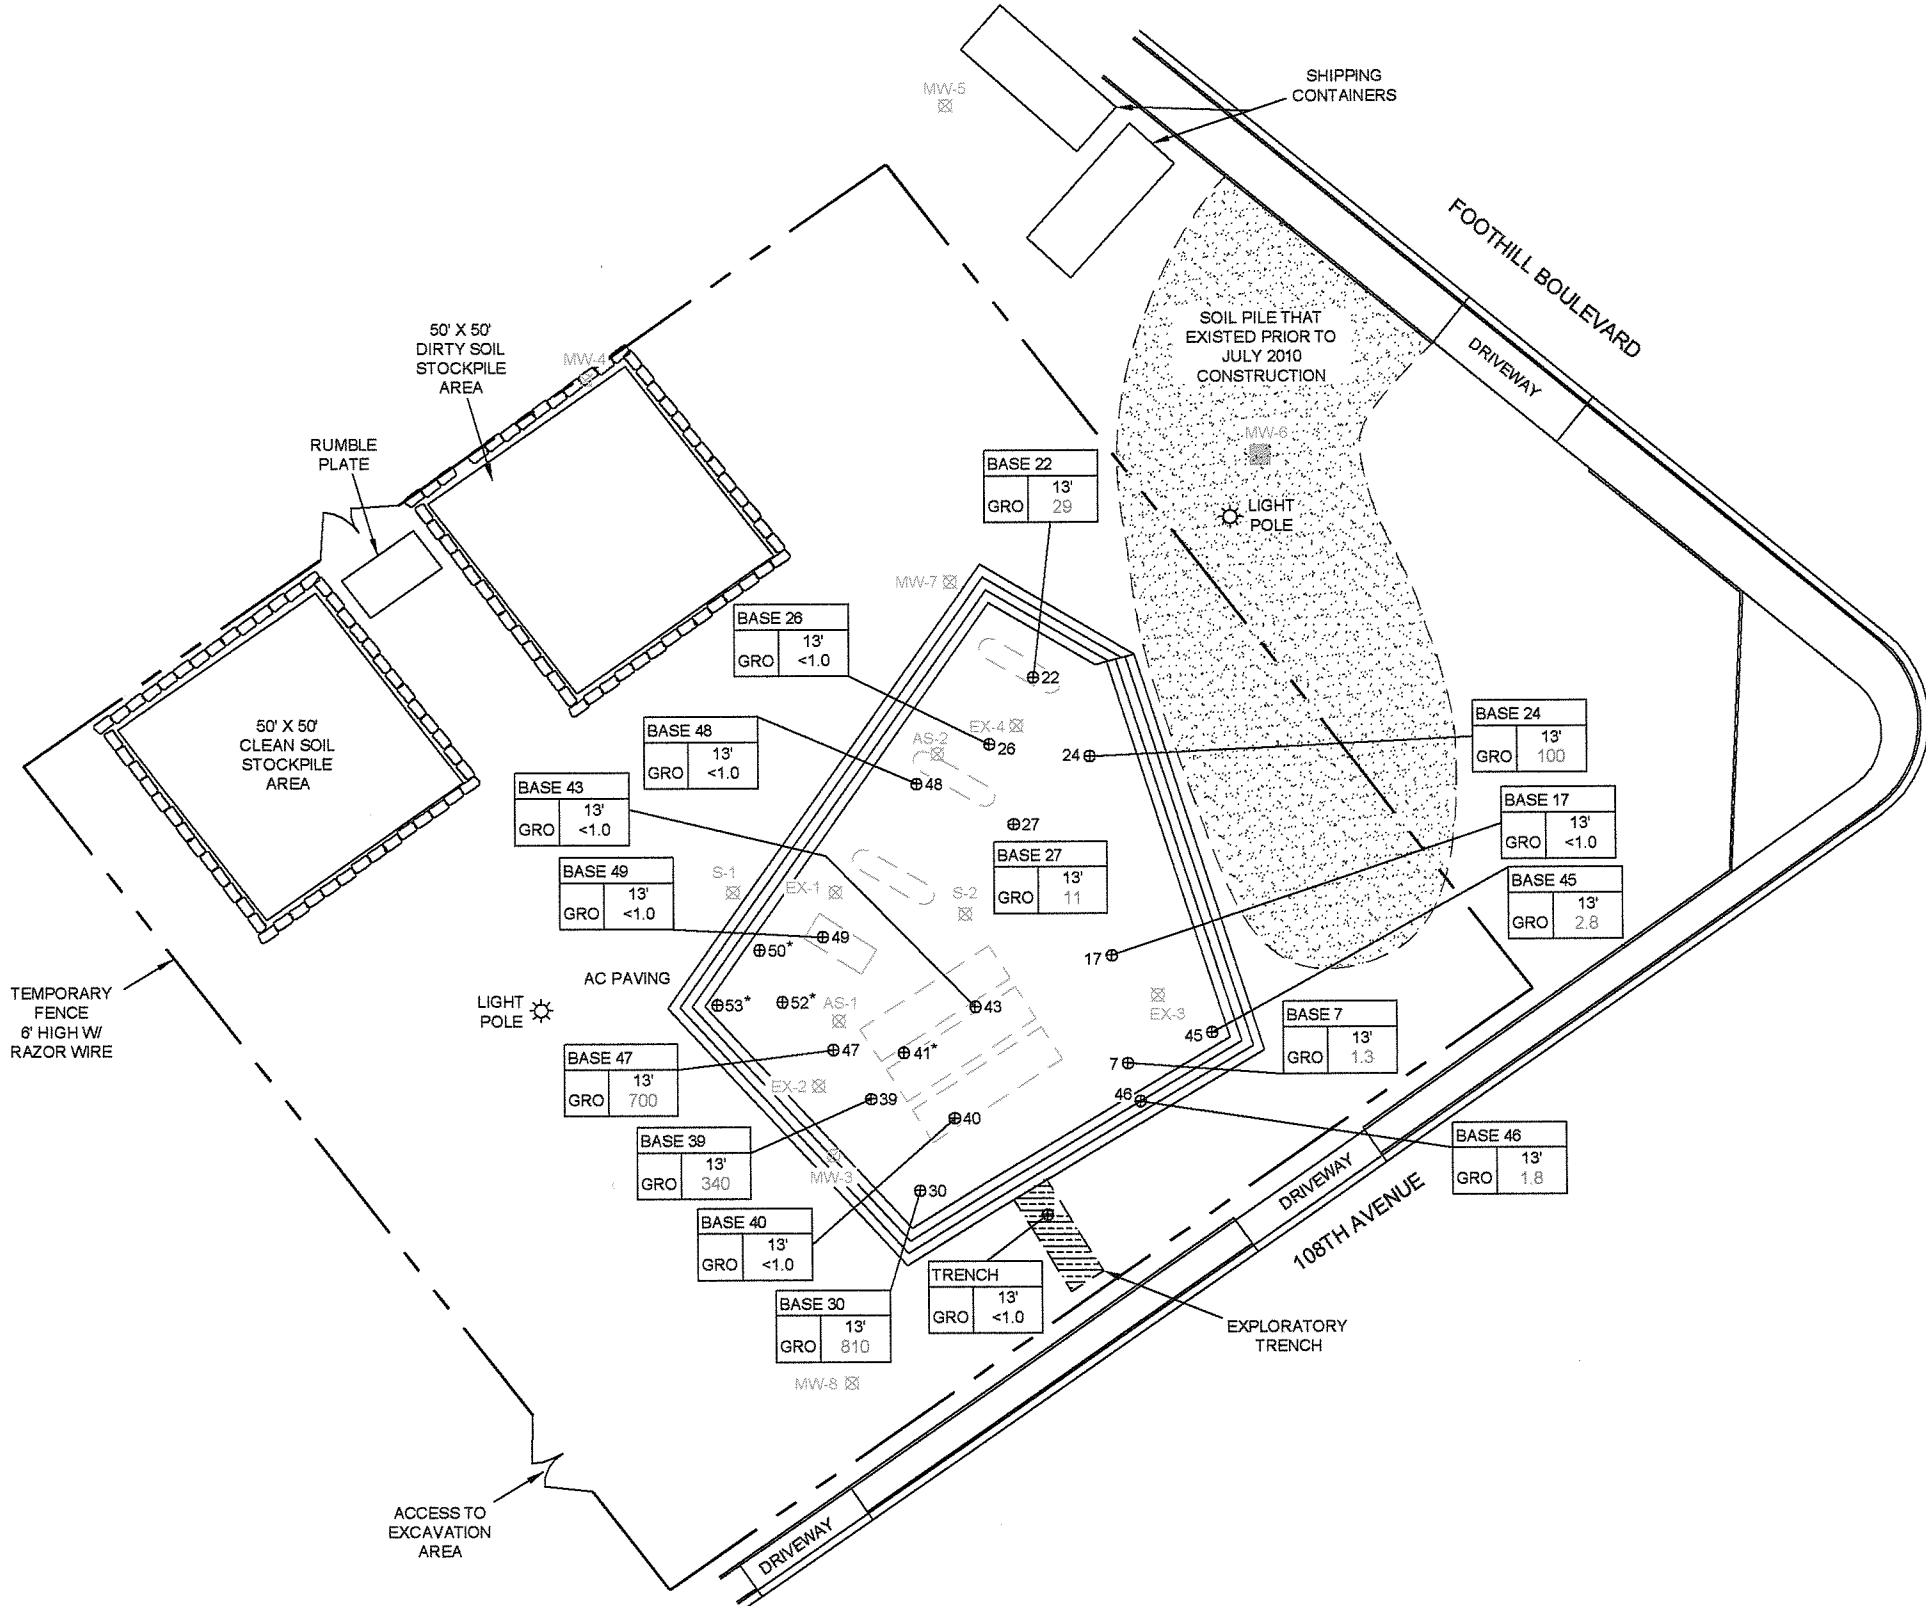 MW-5
SHIPPING
CONTAINERS
FOOTHILL BOULEVARD
SOIL PILE THAT
EXISTED PRIOR TO
JULY 2010
CONSTRUCTION
DRIVEWAY
50' X 50'
DIRTY SOIL
STOCKPILE
AREA
MW-4
RUMBLE
PLATE
MW-6
LIGHT
POLE
BASE 22
13'
GRO 29
MW-7
BASE 26
13'
GRO <1.0
22
EX-4
26
AS-2
24
BASE 24
13'
GRO 100
BASE 48
13'
GRO <1.0
48
50' X 50'
CLEAN SOIL
STOCKPILE
AREA
BASE 43
13'
GRO <1.0
27
BASE 27
13'
GRO 11
BASE 17
13'
GRO <1.0
BASE 49
13'
GRO <1.0
S-1
EX-1
S-2
BASE 45
13'
GRO 2.8
49
50*
17
AC PAVING
TEMPORARY
FENCE
6' HIGH W/
RAZOR WIRE
LIGHT
POLE
53*
52*
AS-1
43
EX-3
45
BASE 7
13'
GRO 1.3
BASE 47
13'
GRO 700
47
41*
7
EX-2
39
46
40
BASE 39
13'
GRO 340
MW-3
BASE 46
13'
GRO 1.8
30
DRIVEWAY
108TH AVENUE
BASE 40
13'
GRO <1.0
TRENCH
13'
GRO <1.0
BASE 30
13'
GRO 810
EXPLORATORY
TRENCH
MW-8
ACCESS TO
EXCAVATION
AREA
DRIVEWAY